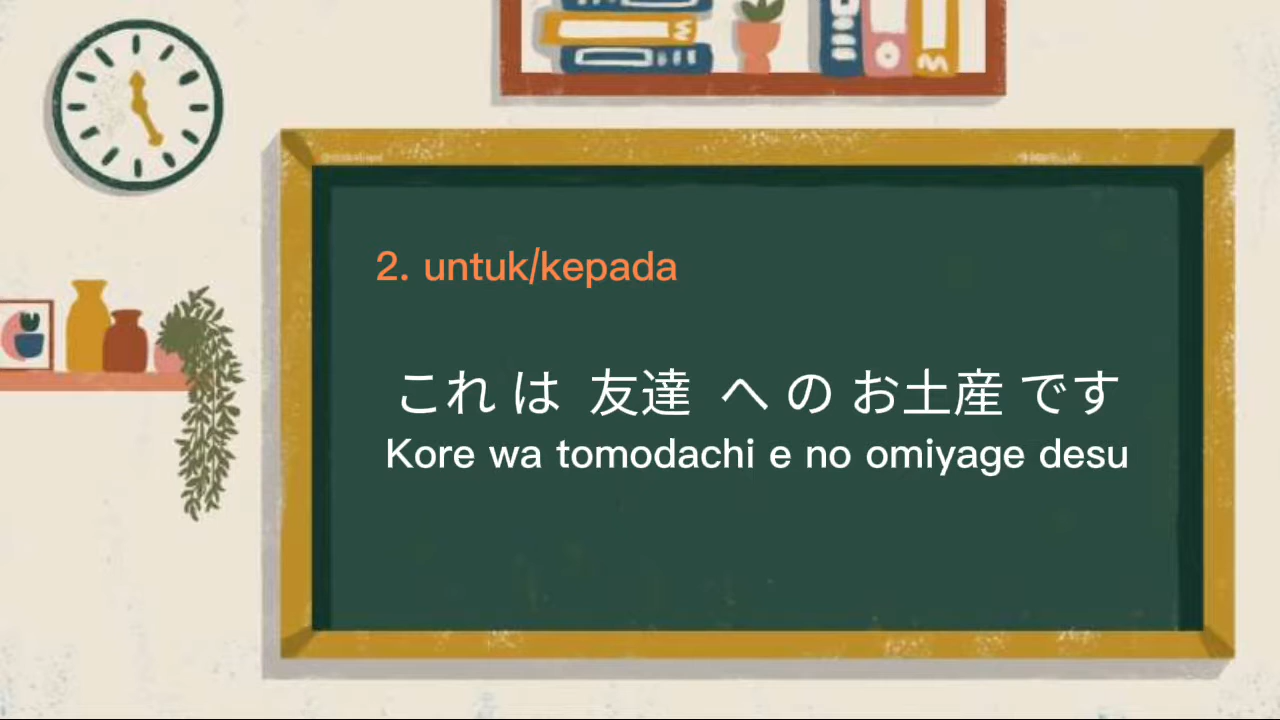 2. untuk/kepada
これ は 友達 へ の お土産 です
Kore wa tomodachi e no omiyage desu